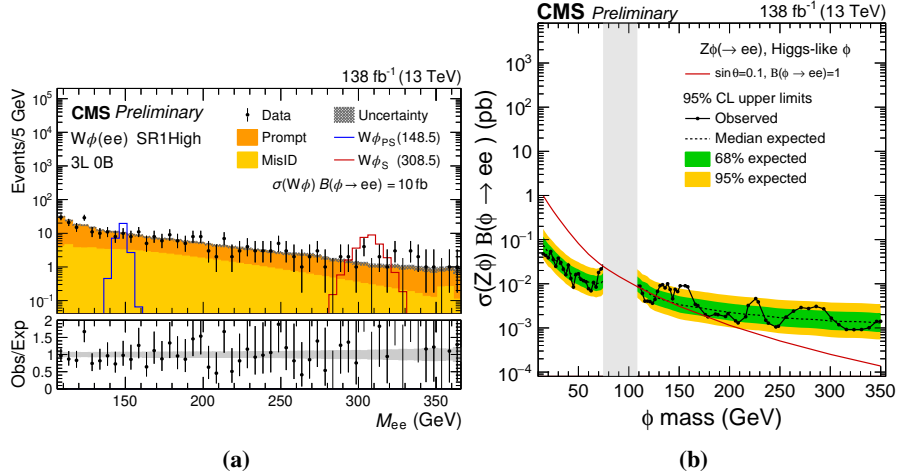 138 fb⁻¹ (13 TeV)
CMS Preliminary
Wϕ(ee) SR1High
3L 0B
Data
Uncertainty
Prompt
Wϕ_PS (148.5)
MisID
Wϕ_S (308.5)
σ(Wϕ) B(ϕ→ee) = 10 fb
Events/5 GeV
10⁵
10⁴
10³
10²
10
1
10⁻¹
Obs/Exp
2
1.5
1
0.5
0
150 200 250 300 350
M_ee (GeV)
(a)
CMS Preliminary 138 fb⁻¹ (13 TeV)
Zϕ(→ ee), Higgs-like ϕ
sinθ=0.1, B(ϕ → ee)=1
95% CL upper limits
Observed
Median expected
68% expected
95% expected
σ(Zϕ) B(ϕ → ee ) (pb)
10³
10²
10
1
10⁻¹
10⁻²
10⁻³
10⁻⁴
50 100 150 200 250 300 350
ϕ mass (GeV)
(b)